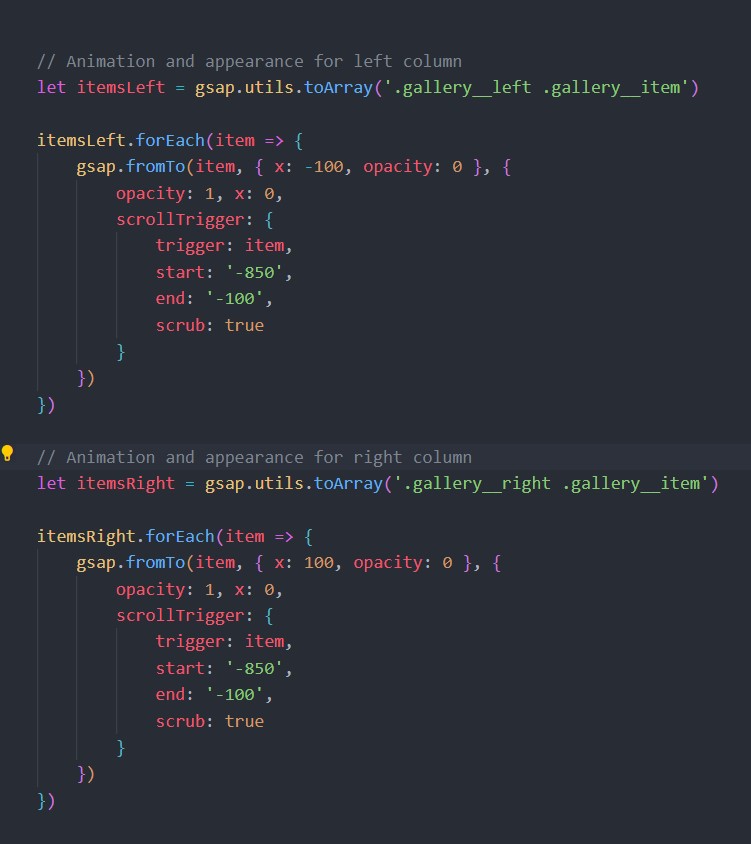 // Animation and appearance for left column
let itemsLeft = gsap.utils.toArray('.gallery__left .gallery__item')

itemsLeft.forEach(item => {
    gsap.fromTo(item, { x: -100, opacity: 0 }, {
        opacity: 1, x: 0,
        scrollTrigger: {
            trigger: item,
            start: '-850',
            end: '-100',
            scrub: true
        }
    })
})

// Animation and appearance for right column
let itemsRight = gsap.utils.toArray('.gallery__right .gallery__item')

itemsRight.forEach(item => {
    gsap.fromTo(item, { x: 100, opacity: 0 }, {
        opacity: 1, x: 0,
        scrollTrigger: {
            trigger: item,
            start: '-850',
            end: '-100',
            scrub: true
        }
    })
})